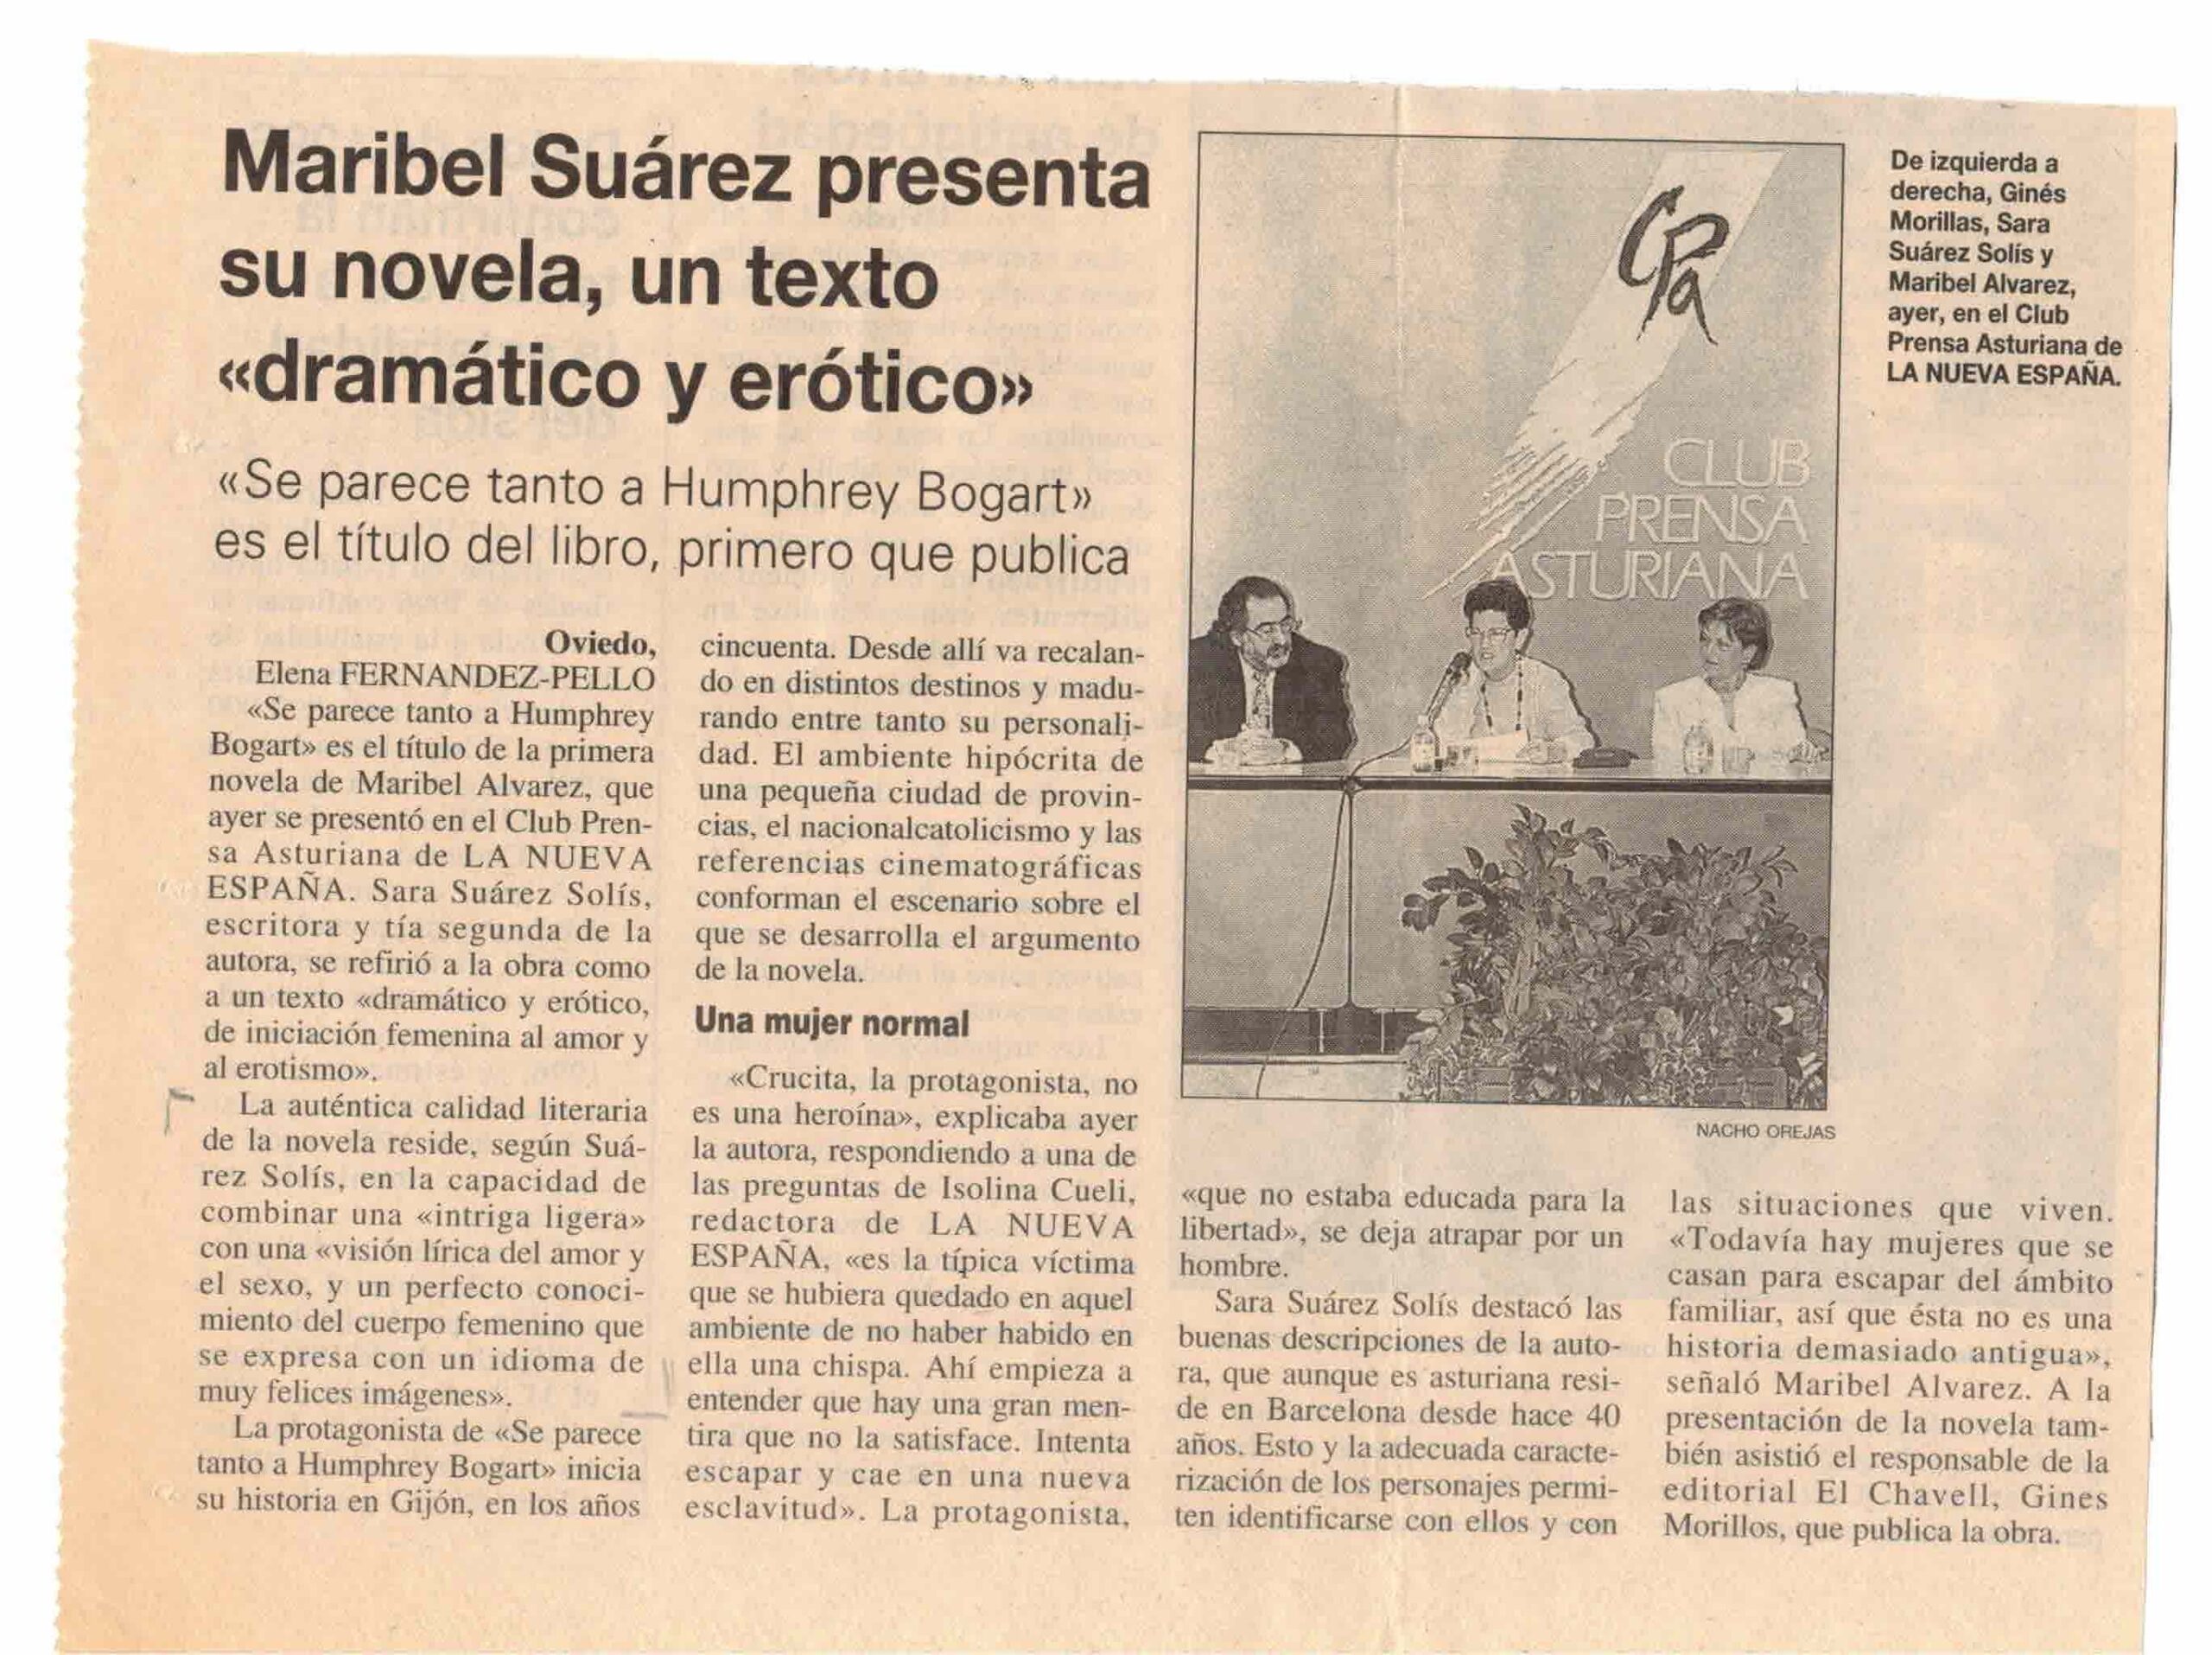 Maribel Suárez presenta
su novela, un texto
«dramático y erótico»
«Se parece tanto a Humphrey Bogart»
es el título del libro, primero que publica
Oviedo,
Elena FERNANDEZ-PELLO
«Se parece tanto a Humphrey
Bogart» es el título de la primera
novela de Maribel Alvarez, que
ayer se presentó en el Club Pren-
sa Asturiana de LA NUEVA
ESPAÑA. Sara Suárez Solís,
escritora y tía segunda de la
autora, se refirió a la obra como
a un texto «dramático y erótico,
de iniciación femenina al amor y
al erotismo».
La auténtica calidad literaria
de la novela reside, según Suá-
rez Solís, en la capacidad de
combinar una «intriga ligera»
con una «visión lírica del amor y
el sexo, y un perfecto conoci-
miento del cuerpo femenino que
se expresa con un idioma de
muy felices imágenes».
La protagonista de «Se parece
tanto a Humphrey Bogart» inicia
su historia en Gijón, en los años
cincuenta. Desde allí va recalan-
do en distintos destinos y madu-
rando entre tanto su personali-
dad. El ambiente hipócrita de
una pequeña ciudad de provin-
cias, el nacionalcatolicismo y las
referencias cinematográficas
conforman el escenario sobre el
que se desarrolla el argumento
de la novela.
Una mujer normal
«Crucita, la protagonista, no
es una heroína», explicaba ayer
la autora, respondiendo a una de
las preguntas de Isolina Cueli,
redactora de LA NUEVA
ESPAÑA, «es la típica víctima
que se hubiera quedado en aquel
ambiente de no haber habido en
ella una chispa. Ahí empieza a
entender que hay una gran men-
tira que no la satisface. Intenta
escapar y cae en una nueva
esclavitud». La protagonista,
CPa
CLUB
PRENSA
ASTURIANA
De izquierda a
derecha, Ginés
Morillas, Sara
Suárez Solís y
Maribel Alvarez,
ayer, en el Club
Prensa Asturiana de
LA NUEVA ESPAÑA.
NACHO OREJAS
«que no estaba educada para la
libertad», se deja atrapar por un
hombre.
Sara Suárez Solís destacó las
buenas descripciones de la auto-
ra, que aunque es asturiana resi-
de en Barcelona desde hace 40
años. Esto y la adecuada caracte-
rización de los personajes permi-
ten identificarse con ellos y con
las situaciones que viven.
«Todavía hay mujeres que se
casan para escapar del ámbito
familiar, así que ésta no es una
historia demasiado antigua»,
señaló Maribel Alvarez. A la
presentación de la novela tam-
bién asistió el responsable de la
editorial El Chavell, Gines
Morillos, que publica la obra.